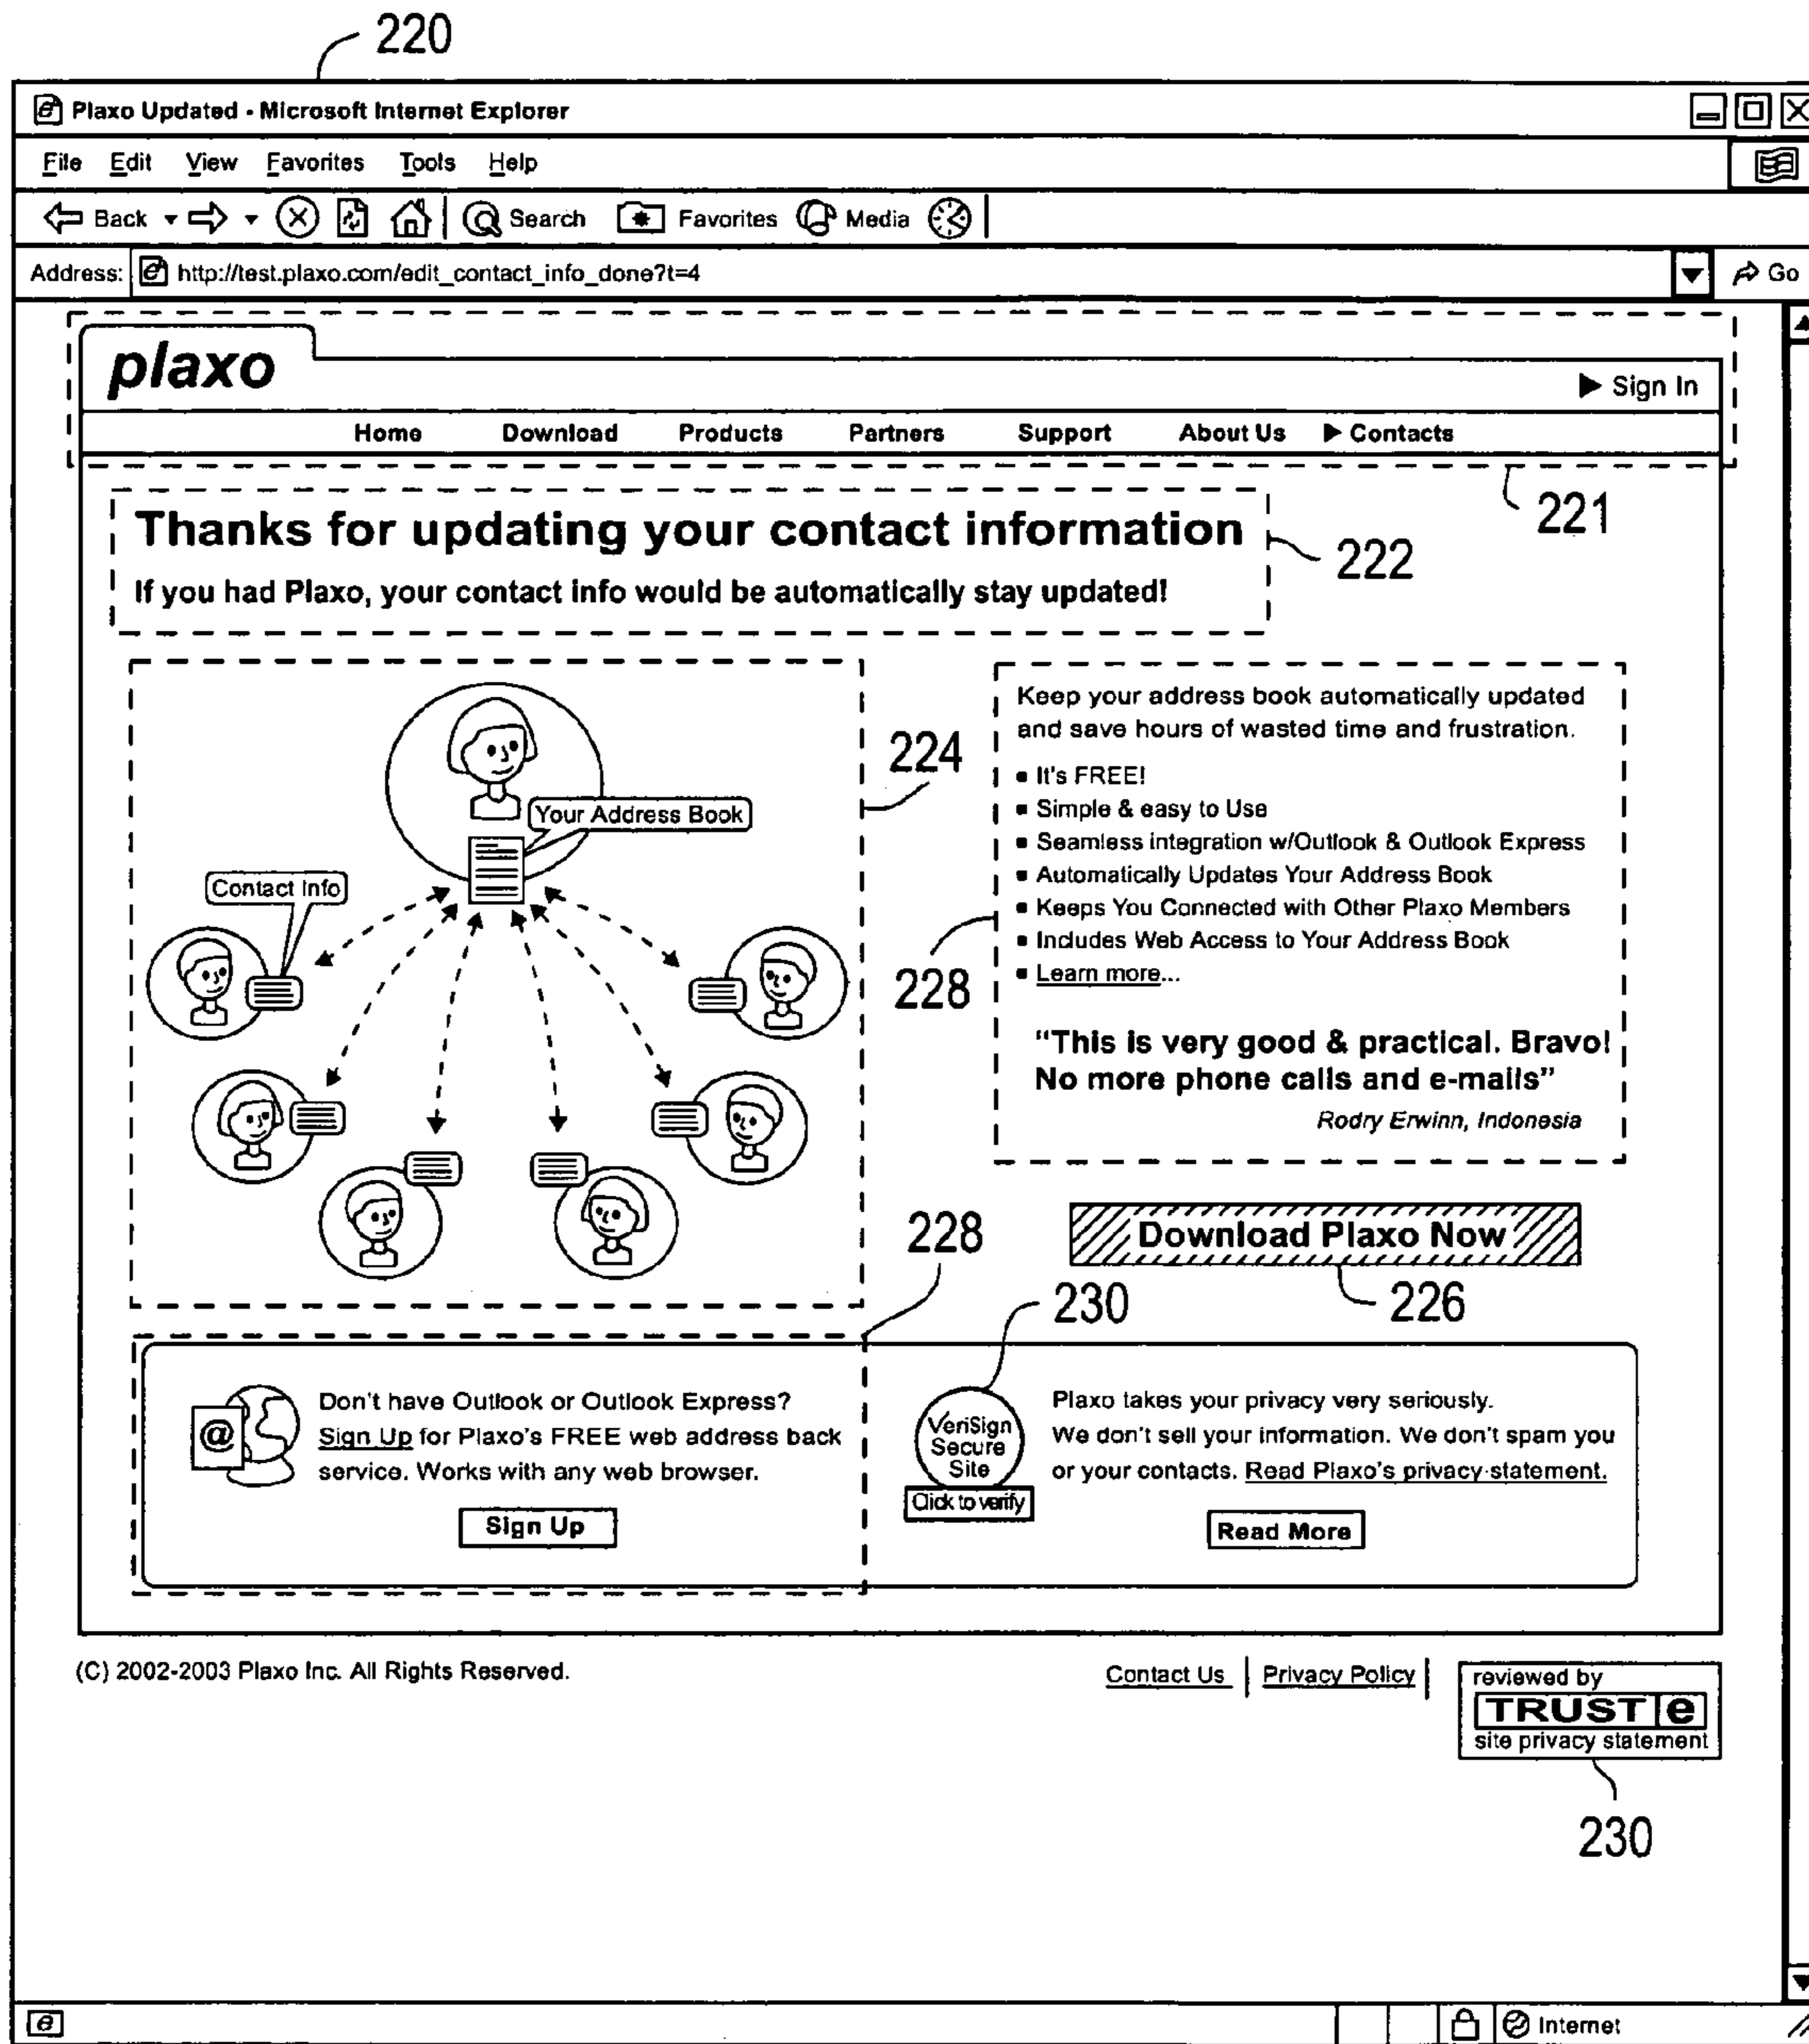 220
Plaxo Updated - Microsoft Internet Explorer
File Edit View Favorites Tools Help
Back Search Favorites Media
Address: http://test.plaxo.com/edit_contact_info_done?t=4 Go
plaxo
Sign In
Home Download Products Partners Support About Us Contacts
221
Thanks for updating your contact information
If you had Plaxo, your contact info would be automatically stay updated!
222
Your Address Book
Contact Info
224
Keep your address book automatically updated
and save hours of wasted time and frustration.
It's FREE!
Simple & easy to Use
Seamless integration w/Outlook & Outlook Express
Automatically Updates Your Address Book
Keeps You Connected with Other Plaxo Members
Includes Web Access to Your Address Book
Learn more...
228
"This is very good & practical. Bravo!
No more phone calls and e-mails"
Rodry Erwinn, Indonesia
Download Plaxo Now
226
228
230
@
Don't have Outlook or Outlook Express?
Sign Up for Plaxo's FREE web address back
service. Works with any web browser.
Sign Up
VeriSign
Secure
Site
Click to verify
Plaxo takes your privacy very seriously.
We don't sell your information. We don't spam you
or your contacts. Read Plaxo's privacy statement.
Read More
(C) 2002-2003 Plaxo Inc. All Rights Reserved.
Contact Us | Privacy Policy |
reviewed by
TRUSTe
site privacy statement
230
Internet